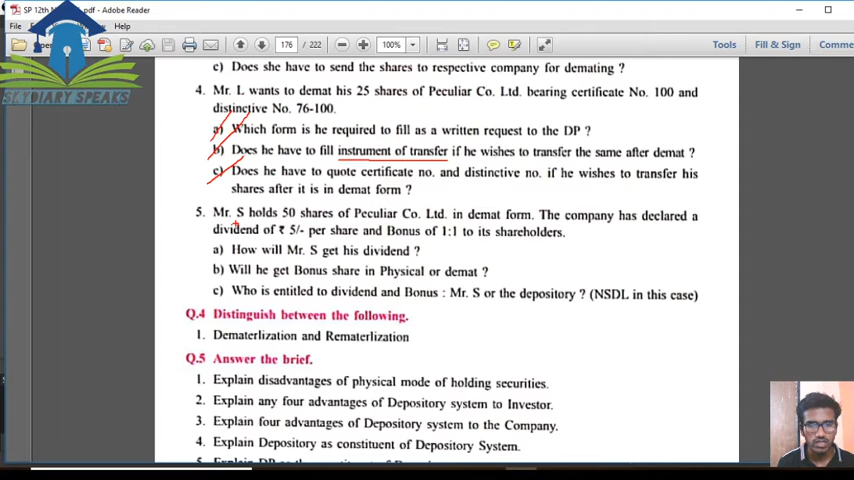 SP 12th
.pdf - Adobe Reader
File
Window Help
Open
176 / 222
100%
Tools
Fill & Sign
Comme
SKYDIARY SPEAKS
c) Does she have to send the shares to respective company for demating ?
4. Mr. L wants to demat his 25 shares of Peculiar Co. Ltd. bearing certificate No. 100 and
distinctive No. 76-100.
a) Which form is he required to fill as a written request to the DP ?
b) Does he have to fill instrument of transfer if he wishes to transfer the same after demat ?
c) Does he have to quote certificate no. and distinctive no. if he wishes to transfer his
shares after it is in demat form ?
5. Mr. S holds 50 shares of Peculiar Co. Ltd. in demat form. The company has declared a
dividend of ₹ 5/- per share and Bonus of 1:1 to its shareholders.
a) How will Mr. S get his dividend ?
b) Will he get Bonus share in Physical or demat ?
c) Who is entitled to dividend and Bonus : Mr. S or the depository ? (NSDL in this case)
Q.4 Distinguish between the following.
1. Dematerlization and Rematerlization
Q.5 Answer the brief.
1. Explain disadvantages of physical mode of holding securities.
2. Explain any four advantages of Depository system to Investor.
3. Explain four advantages of Depository system to the Company.
4. Explain Depository as constituent of Depository System.
5. Explain DP as the constituent of